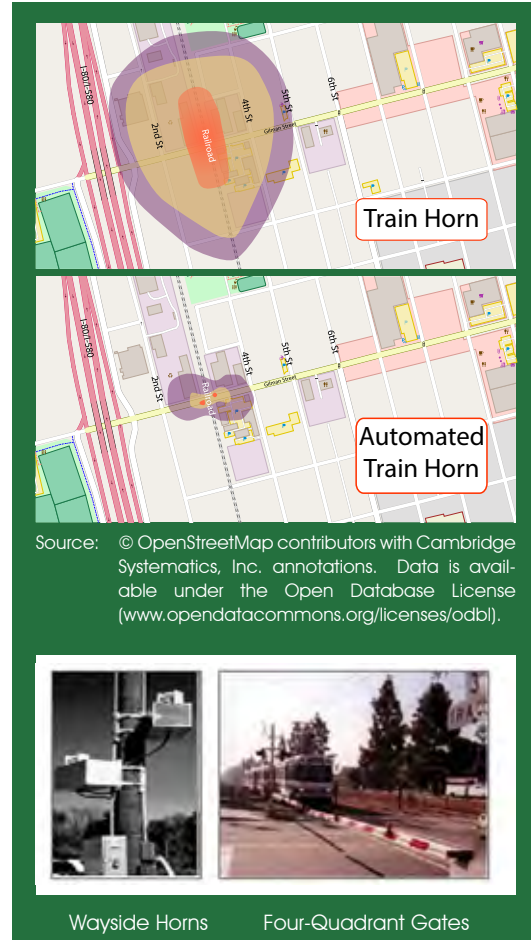 I-80/I-580
2nd St
Railroad
4th St
Gilman Street
5th St
6th St
Train Horn
I-80/I-580
2nd St
Railroad
4th St
Gilman Street
5th St
6th St
Automated
Train Horn
Source: © OpenStreetMap contributors with Cambridge
Systematics, Inc. annotations. Data is avail-
able under the Open Database License
(www.opendatacommons.org/licenses/odbl).
Wayside Horns Four-Quadrant Gates